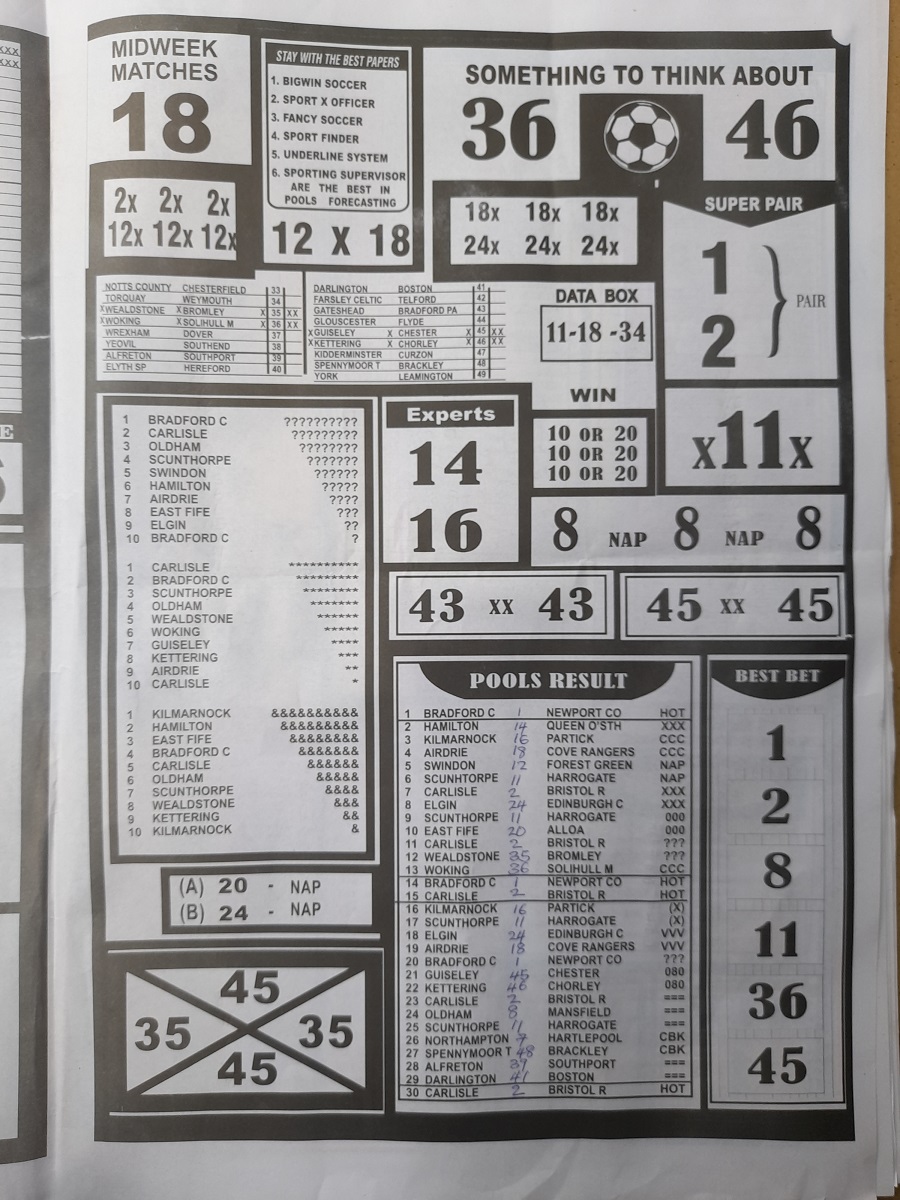 XXX
XXX
MIDWEEK
MATCHES
18
STAY WITH THE BEST PAPERS
1. BIGWIN SOCCER
2. SPORT X OFFICER
3. FANCY SOCCER
4. SPORT FINDER
5. UNDERLINE SYSTEM
6. SPORTING SUPERVISOR
ARE THE BEST IN
POOLS FORECASTING
12 X 18
SOMETHING TO THINK ABOUT
36 46
2x 2x 2x
12x 12x 12x
18x 18x 18x
24x 24x 24x
SUPER PAIR
1
2
PAIR
NOTTS COUNTY CHESTERFIELD 33
TORQUAY WEYMOUTH 34
XWEALDSTONE XBROMLEY X 35 XX
XWOKING XSOLIHULL M X 36 XX
WREXHAM DOVER 37
YEOVIL SOUTHEND 38
ALFRETON SOUTHPORT 39
ELYTH SP HEREFORD 40
DARLINGTON BOSTON 41
FARSLEY CELTIC TELFORD 42
GATESHEAD BRADFORD PA 43
GLOUSCESTER FLYDE 44
XGUISELEY X CHESTER X 45 XX
XKETTERING X CHORLEY X 46 XX
KIDDERMINSTER CURZON 47
SPENNYMOOR T BRACKLEY 48
YORK LEAMINGTON 49
DATA BOX
11-18 -34
WIN
10 OR 20
10 OR 20
10 OR 20
x11x
Experts
14
16
8 NAP 8 NAP 8
43 XX 43
45 XX 45
1 BRADFORD C ??????????
2 CARLISLE ?????????
3 OLDHAM ????????
4 SCUNTHORPE ???????
5 SWINDON ??????
6 HAMILTON ?????
7 AIRDRIE ????
8 EAST FIFE ???
9 ELGIN ??
10 BRADFORD C ?
1 CARLISLE **********
2 BRADFORD C *********
3 SCUNTHORPE ********
4 OLDHAM *******
5 WEALDSTONE ******
6 WOKING *****
7 GUISELEY ****
8 KETTERING ***
9 AIRDRIE **
10 CARLISLE *
1 KILMARNOCK &&&&&&&&&&
2 HAMILTON &&&&&&&&&
3 EAST FIFE &&&&&&&&
4 BRADFORD C &&&&&&&
5 CARLISLE &&&&&&
6 OLDHAM &&&&&
7 SCUNTHORPE &&&&
8 WEALDSTONE &&&
9 KETTERING &&
10 KILMARNOCK &
(A) 20 - NAP
(B) 24 - NAP
45
35 35
45
POOLS RESULT
1 BRADFORD C 1 NEWPORT CO HOT
2 HAMILTON 14 QUEEN O'STH XXX
3 KILMARNOCK 16 PARTICK CCC
4 AIRDRIE 18 COVE RANGERS CCC
5 SWINDON 12 FOREST GREEN NAP
6 SCUNHTORPE 11 HARROGATE NAP
7 CARLISLE 2 BRISTOL R XXX
8 ELGIN 24 EDINBURGH C XXX
9 SCUNTHORPE 11 HARROGATE 000
10 EAST FIFE 20 ALLOA 000
11 CARLISLE 2 BRISTOL R ???
12 WEALDSTONE 35 BROMLEY ???
13 WOKING 36 SOLIHULL M CCC
14 BRADFORD C 1 NEWPORT CO HOT
15 CARLISLE 2 BRISTOL R HOT
16 KILMARNOCK 16 PARTICK (X)
17 SCUNTHORPE 11 HARROGATE (X)
18 ELGIN 24 EDINBURGH C VVV
19 AIRDRIE 18 COVE RANGERS VVV
20 BRADFORD C 1 NEWPORT CO ???
21 GUISELEY 45 CHESTER 080
22 KETTERING 46 CHORLEY 080
23 CARLISLE 2 BRISTOL R ===
24 OLDHAM 8 MANSFIELD ===
25 SCUNTHORPE 11 HARROGATE ===
26 NORTHAMPTON 7 HARTLEPOOL CBK
27 SPENNYMOOR T 48 BRACKLEY CBK
28 ALFRETON 39 SOUTHPORT ===
29 DARLINGTON 41 BOSTON ===
30 CARLISLE 2 BRISTOL R HOT
BEST BET
1
2
8
11
36
45